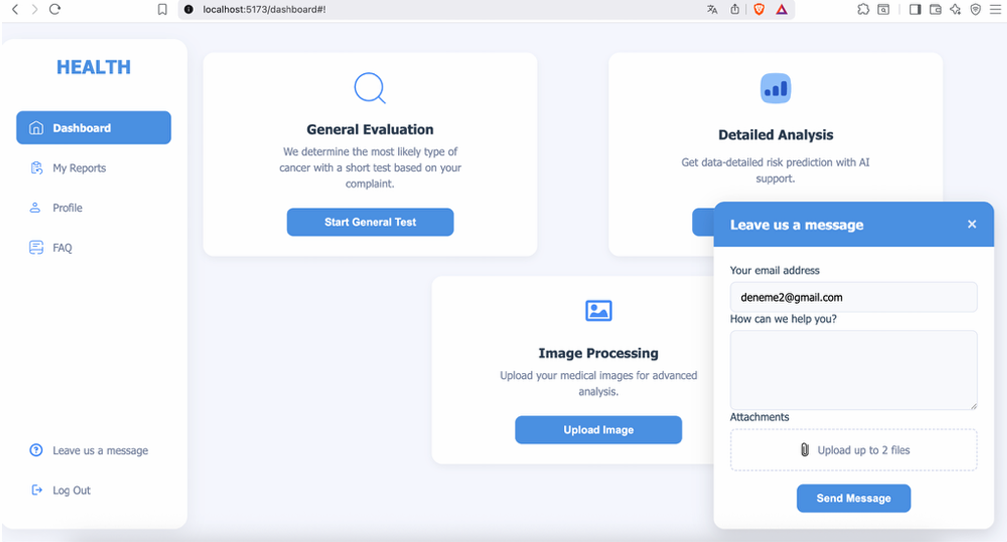 localhost:5173/dashboard#!
HEALTH
Dashboard
My Reports
Profile
FAQ
Leave us a message
Log Out
General Evaluation
We determine the most likely type of
cancer with a short test based on your
complaint.
Start General Test
Detailed Analysis
Get data-detailed risk prediction with AI
support.
Image Processing
Upload your medical images for advanced
analysis.
Upload Image
Leave us a message
Your email address
deneme2@gmail.com
How can we help you?
Attachments
Upload up to 2 files
Send Message